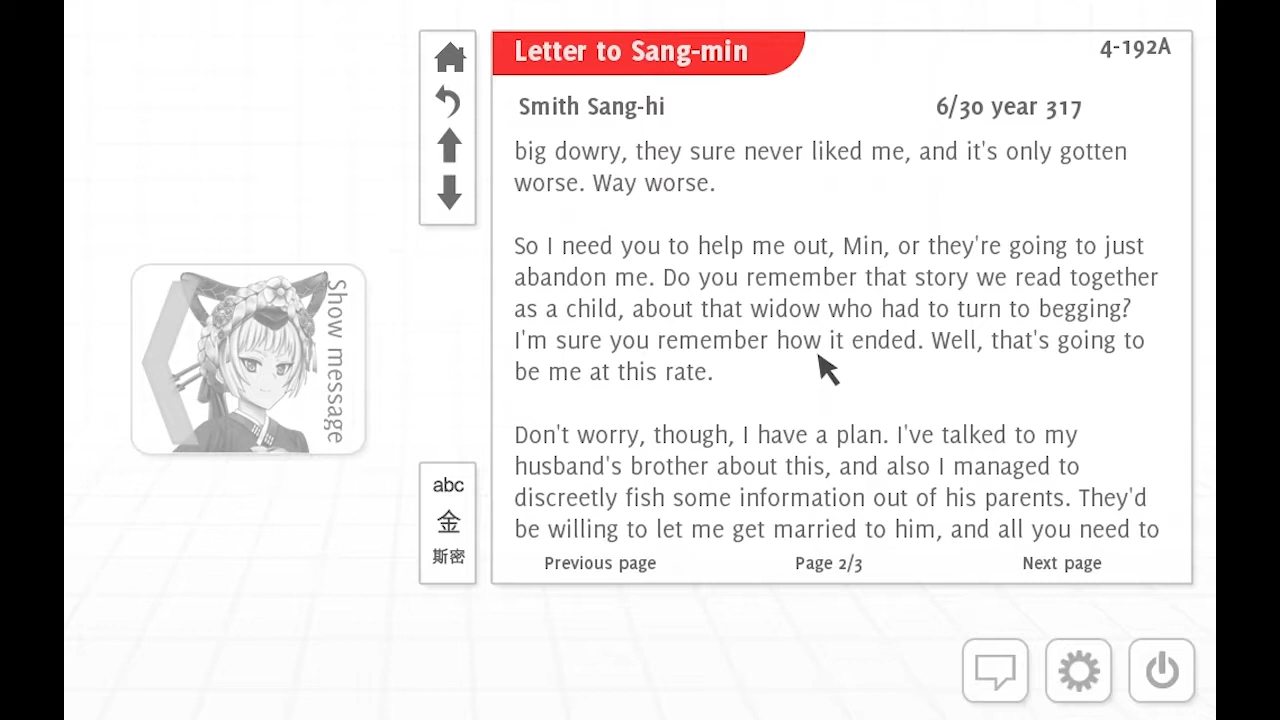 Letter to Sang-min
4-192A
Smith Sang-hi
6/30 year 317
big dowry, they sure never liked me, and it's only gotten
worse. Way worse.
So I need you to help me out, Min, or they're going to just
abandon me. Do you remember that story we read together
as a child, about that widow who had to turn to begging?
I'm sure you remember how it ended. Well, that's going to
be me at this rate.
Don't worry, though, I have a plan. I've talked to my
husband's brother about this, and also I managed to
discreetly fish some information out of his parents. They'd
be willing to let me get married to him, and all you need to
Previous page
Page 2/3
Next page
Show message
abc
金
斯密